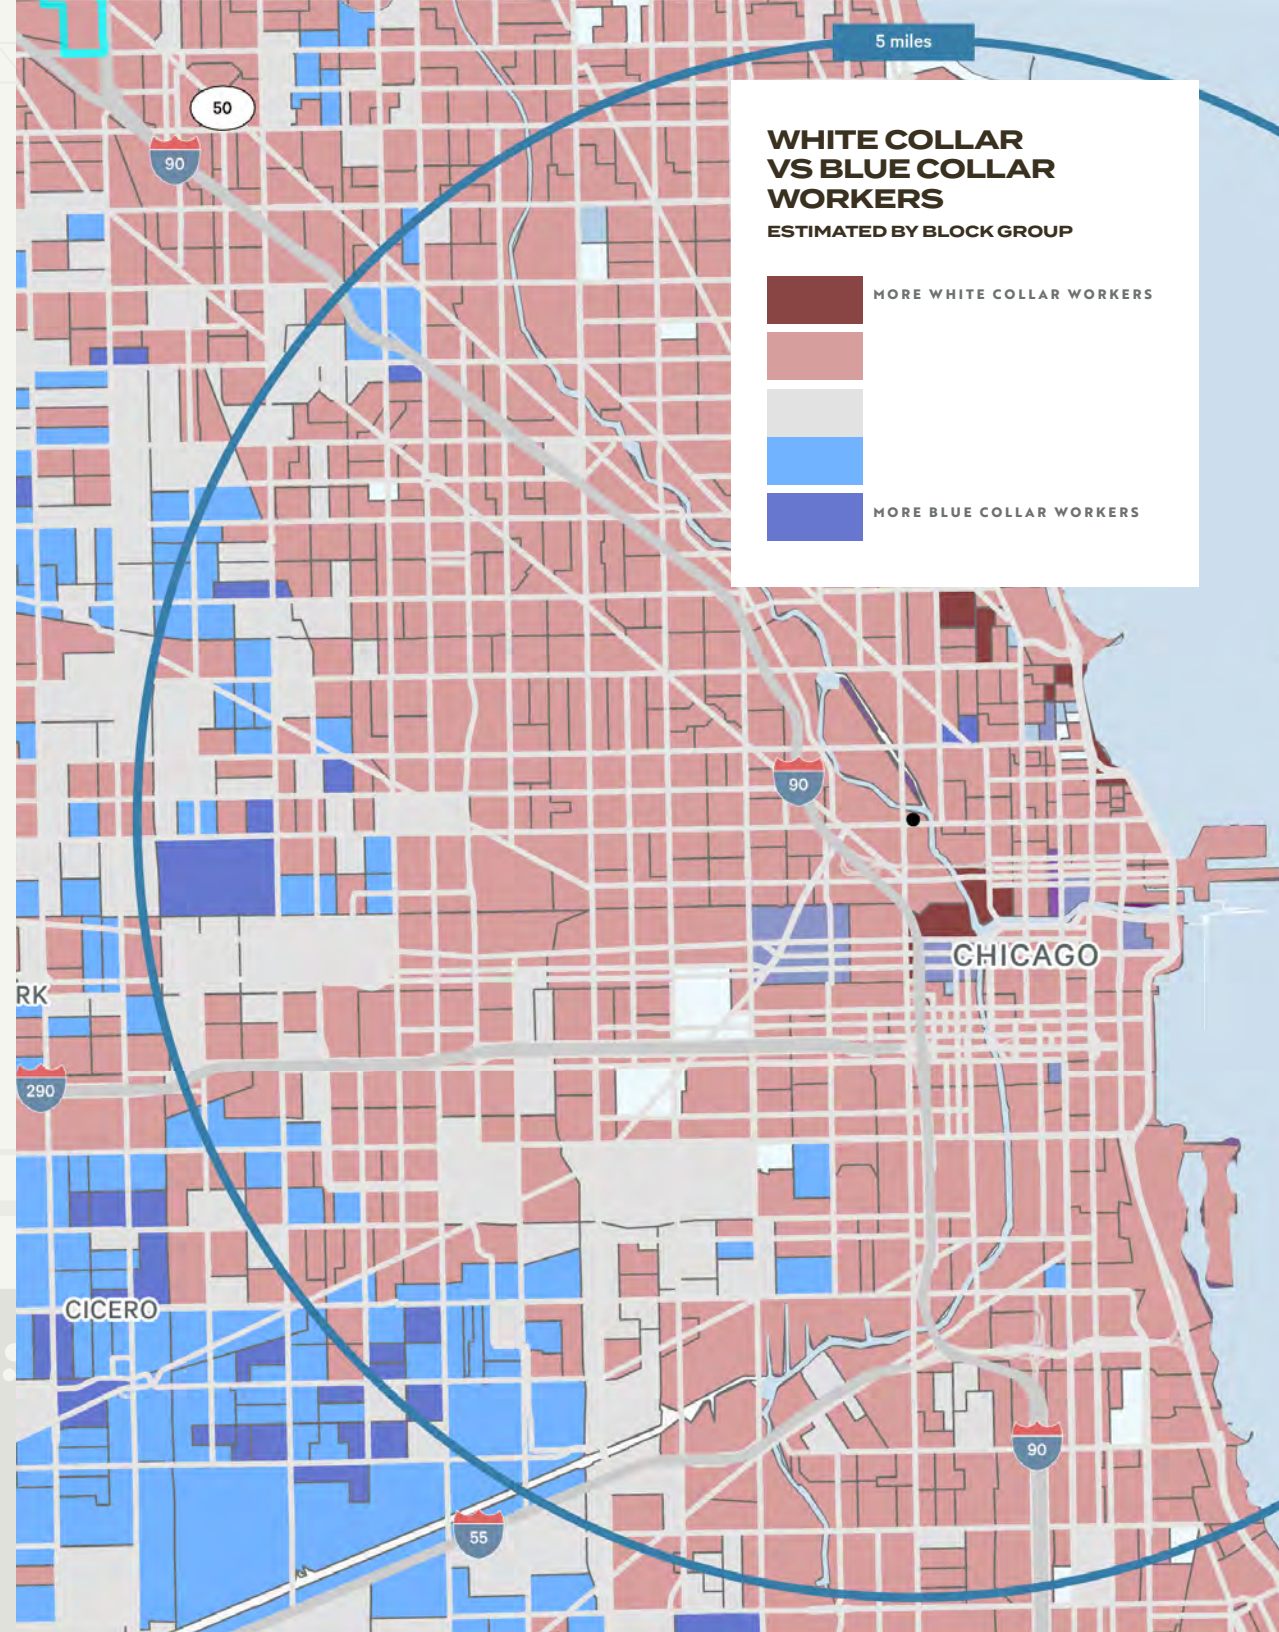 5 miles
50
90
WHITE COLLAR
VS BLUE COLLAR
WORKERS
ESTIMATED BY BLOCK GROUP
MORE WHITE COLLAR WORKERS
MORE BLUE COLLAR WORKERS
90
CHICAGO
RK
290
CICERO
90
55